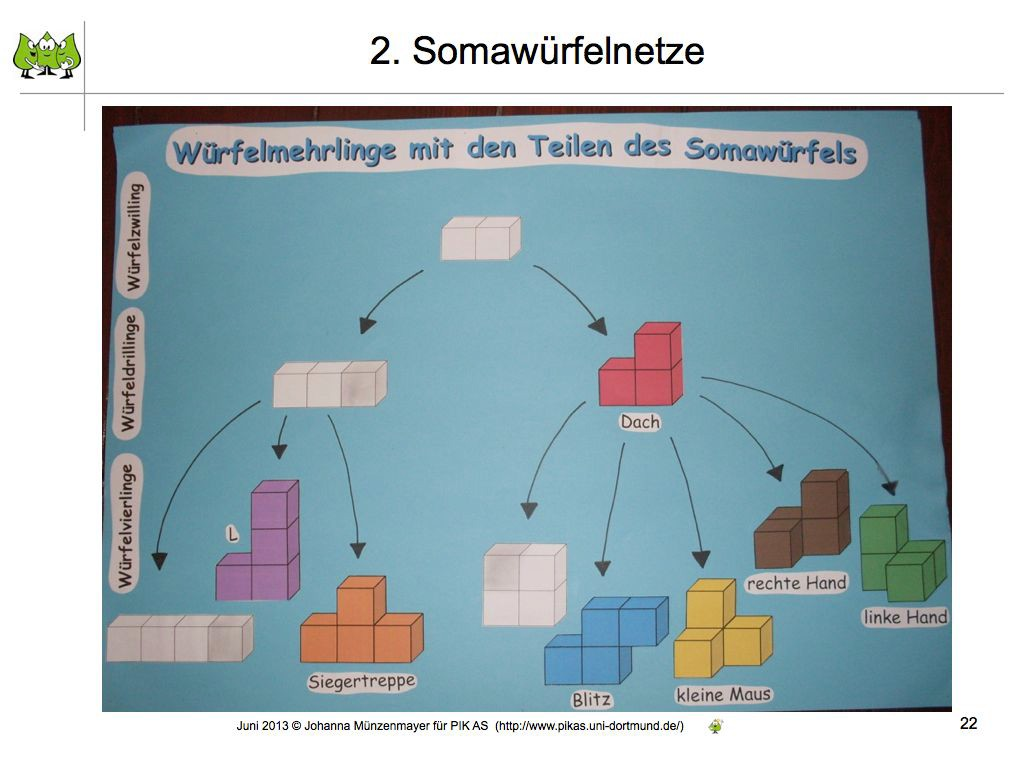 2. Somawürfelnetze
Würfelmehrlinge mit den Teilen des Somawürfels
Würfelzwilling
Würfeldrillinge
Dach
Würfelvierlinge
L
rechte Hand
linke Hand
Siegertreppe
Blitz
kleine Maus
Juni 2013 © Johanna Münzenmayer für PIK AS (http://www.pikas.uni-dortmund.de/)
22